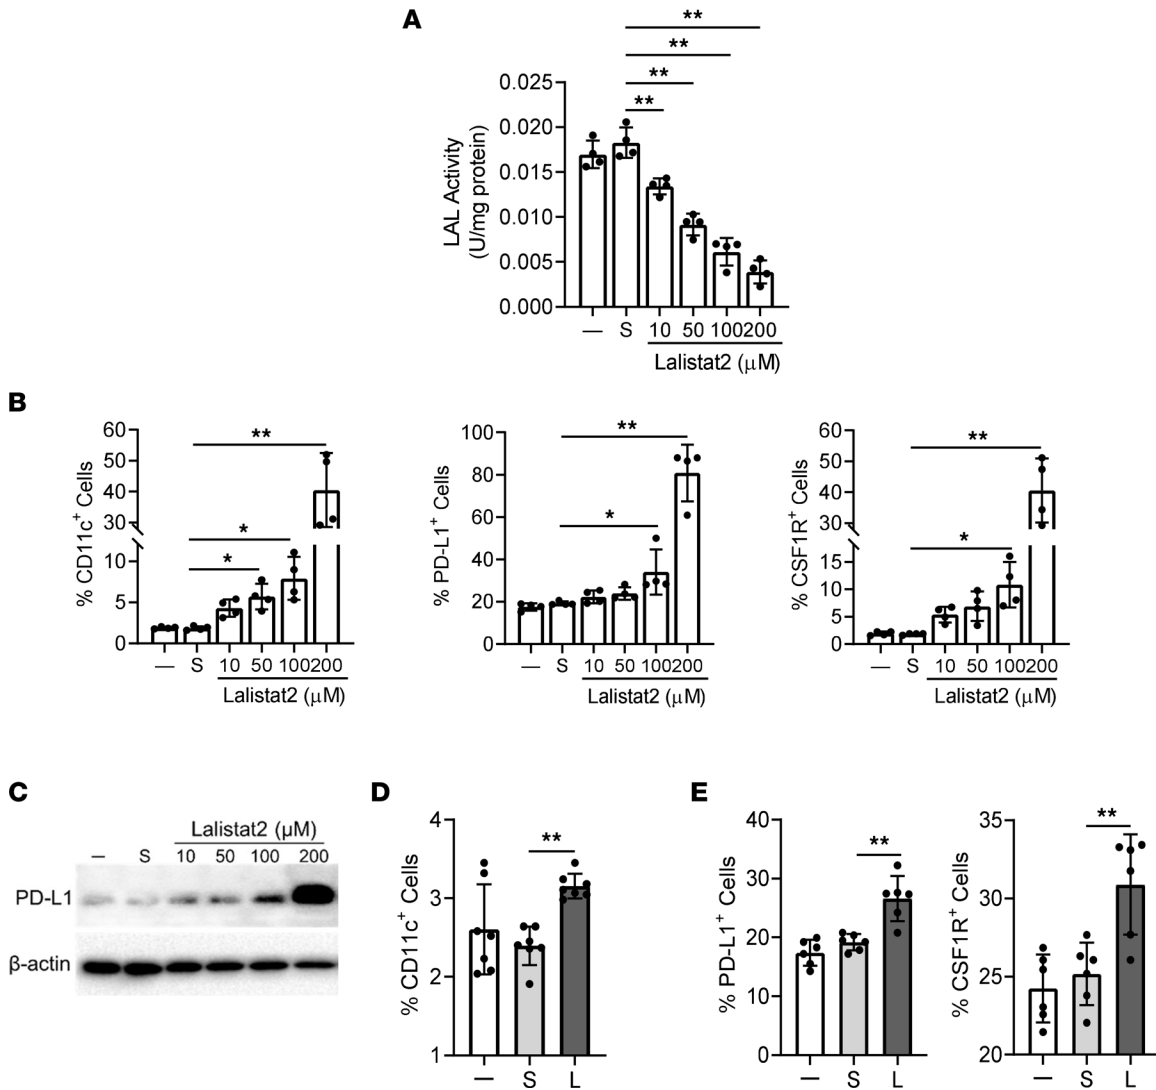 A
**
**
**
**
LAL Activity
(U/mg protein)
0.025
0.020
0.015
0.010
0.005
0.000
— S 10 50 100 200
Lalistat2 (μM)
B
% CD11c+ Cells
60
50
40
30
10
5
0
**
*
*
— S 10 50 100 200
Lalistat2 (μM)
% PD-L1+ Cells
100
80
60
40
20
0
**
*
— S 10 50 100 200
Lalistat2 (μM)
% CSF1R+ Cells
60
50
40
30
20
15
10
5
0
**
*
— S 10 50 100 200
Lalistat2 (μM)
C
Lalistat2 (μM)
— S 10 50 100 200
PD-L1
β-actin
D
% CD11c+ Cells
4
3
2
1
**
— S L
E
% PD-L1+ Cells
40
30
20
10
0
**
— S L
% CSF1R+ Cells
35
30
25
20
**
— S L